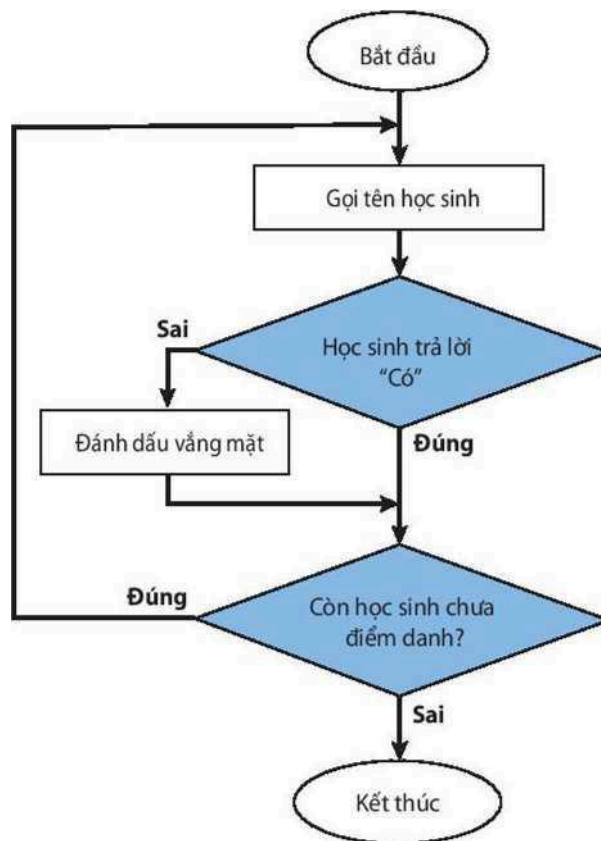 Bắt đầu
Gọi tên học sinh
Học sinh trả lời
“Có”
Sai
Đánh dấu vắng mặt
Đúng
Còn học sinh chưa
điểm danh?
Đúng
Sai
Kết thúc